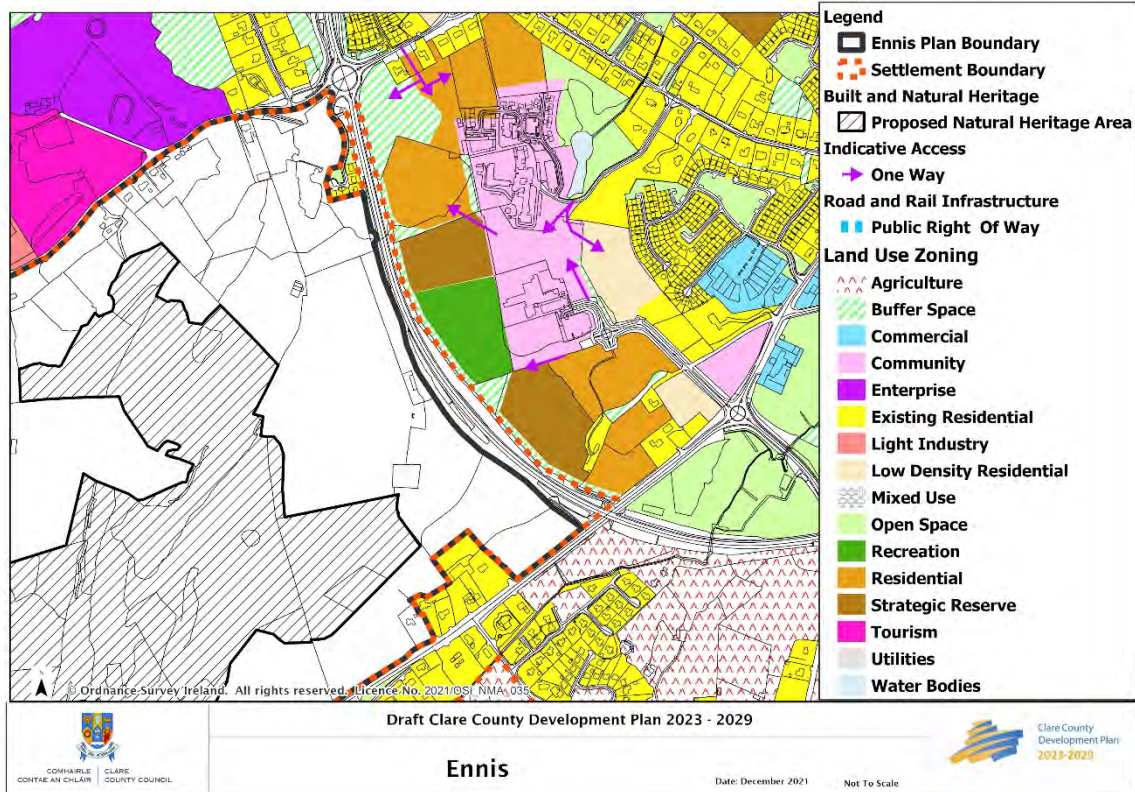 Legend
Ennis Plan Boundary
Settlement Boundary
Built and Natural Heritage
Proposed Natural Heritage Area
Indicative Access
One Way
Road and Rail Infrastructure
Public Right Of Way
Land Use Zoning
Agriculture
Buffer Space
Commercial
Community
Enterprise
Existing Residential
Light Industry
Low Density Residential
Mixed Use
Open Space
Recreation
Residential
Strategic Reserve
Tourism
Utilities
Water Bodies
© Ordnance Survey Ireland. All rights reserved. Licence No. 2021/OSi_NMA_035
COMHAIRLE CONTAE AN CHLÁIR
CLARE COUNTY COUNCIL
Draft Clare County Development Plan 2023 - 2029
Ennis
Date: December 2021
Not To Scale
Clare County
Development Plan
2023-2029